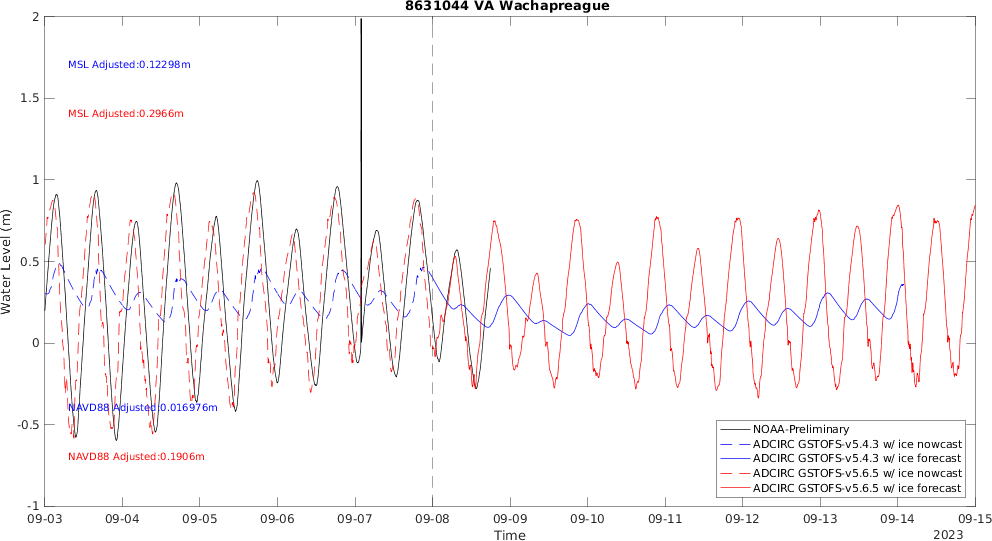 8631044 VA Wachapreague
2
1.5
1
0.5
0
-0.5
-1
Water Level (m)
MSL Adjusted:0.12298m
MSL Adjusted:0.2966m
NAVD88 Adjusted:0.016976m
NAVD88 Adjusted:0.1906m
NOAA-Preliminary
ADCIRC GSTOFS-v5.4.3 w/ ice nowcast
ADCIRC GSTOFS-v5.4.3 w/ ice forecast
ADCIRC GSTOFS-v5.6.5 w/ ice nowcast
ADCIRC GSTOFS-v5.6.5 w/ ice forecast
09-03 09-04 09-05 09-06 09-07 09-08 09-09 09-10 09-11 09-12 09-13 09-14 09-15
Time
2023